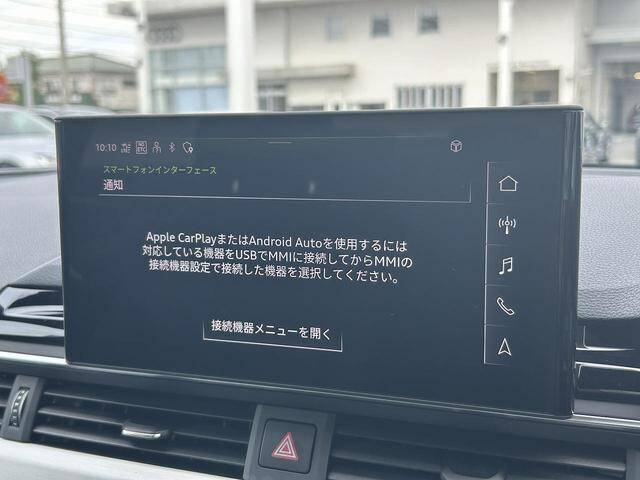 10:10
スマートフォンインターフェース
通知
Apple CarPlayまたはAndroid Autoを使用するには
対応している機器をUSBでMMIに接続してからMMIの
接続機器設定で接続した機器を選択してください。
接続機器メニューを開く